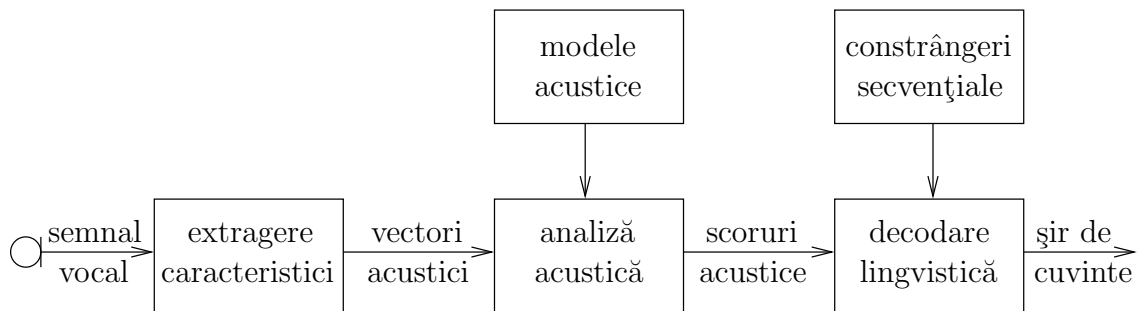 modele
acustice
constrângeri
secvenţiale
semnal
vocal
extragere
caracteristici
vectori
acustici
analiză
acustică
scoruri
acustice
decodare
lingvistică
şir de
cuvinte